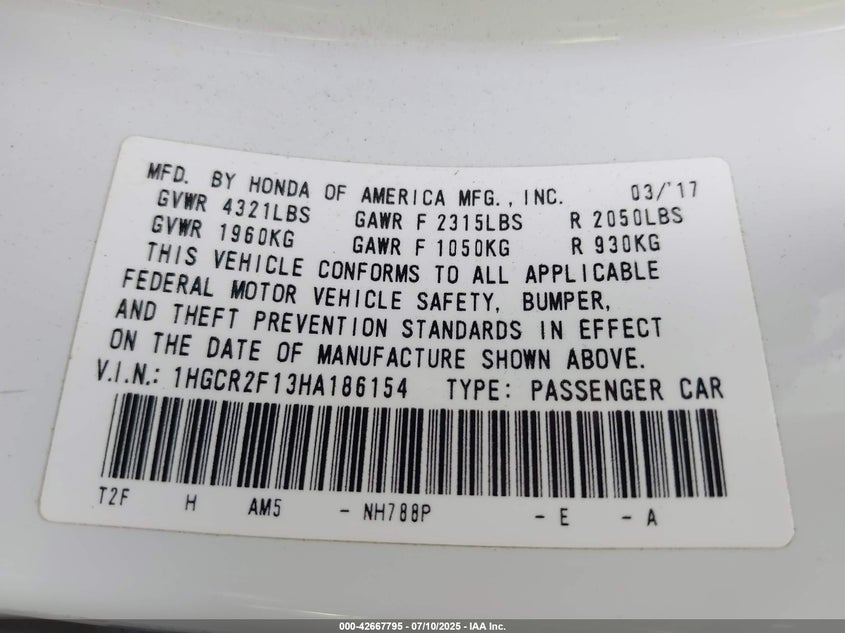 MFD. BY HONDA OF AMERICA MFG., INC. 03/'17
GVWR 4321LBS GAWR F 2315LBS R 2050LBS
GVWR 1960KG GAWR F 1050KG R 930KG
THIS VEHICLE CONFORMS TO ALL APPLICABLE
FEDERAL MOTOR VEHICLE SAFETY, BUMPER,
AND THEFT PREVENTION STANDARDS IN EFFECT
ON THE DATE OF MANUFACTURE SHOWN ABOVE.
V.I.N.: 1HGCR2F13HA186154 TYPE: PASSENGER CAR
T2F H AM5 - NH788P - E - A
000-42667795 - 07/10/2025 - IAA Inc.